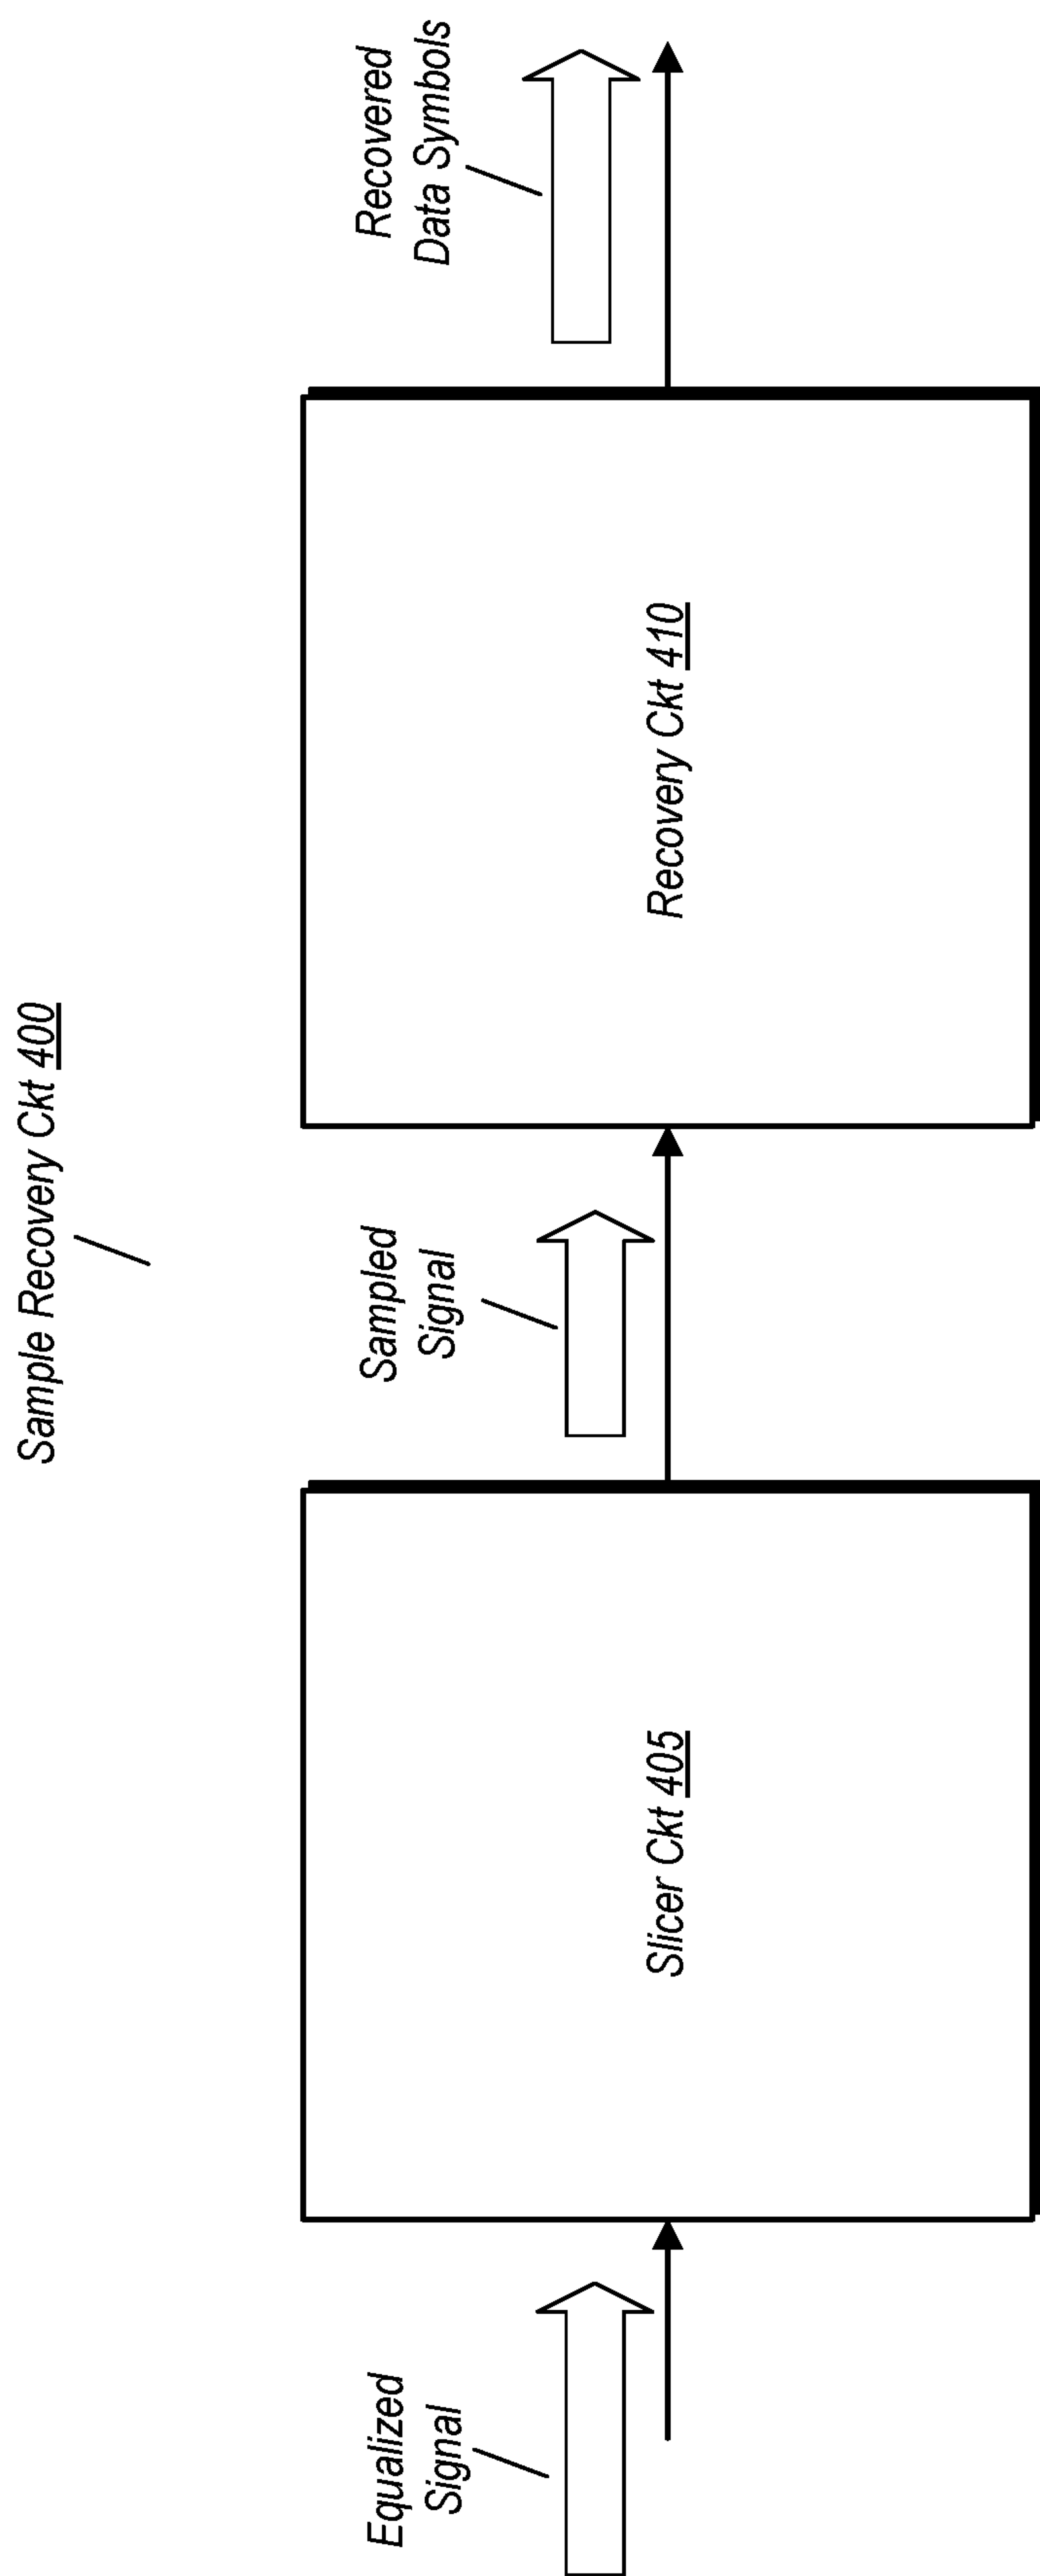 Sample Recovery Ckt 400
Equalized
Signal
Slicer Ckt 405
Sampled
Signal
Recovery Ckt 410
Recovered
Data Symbols